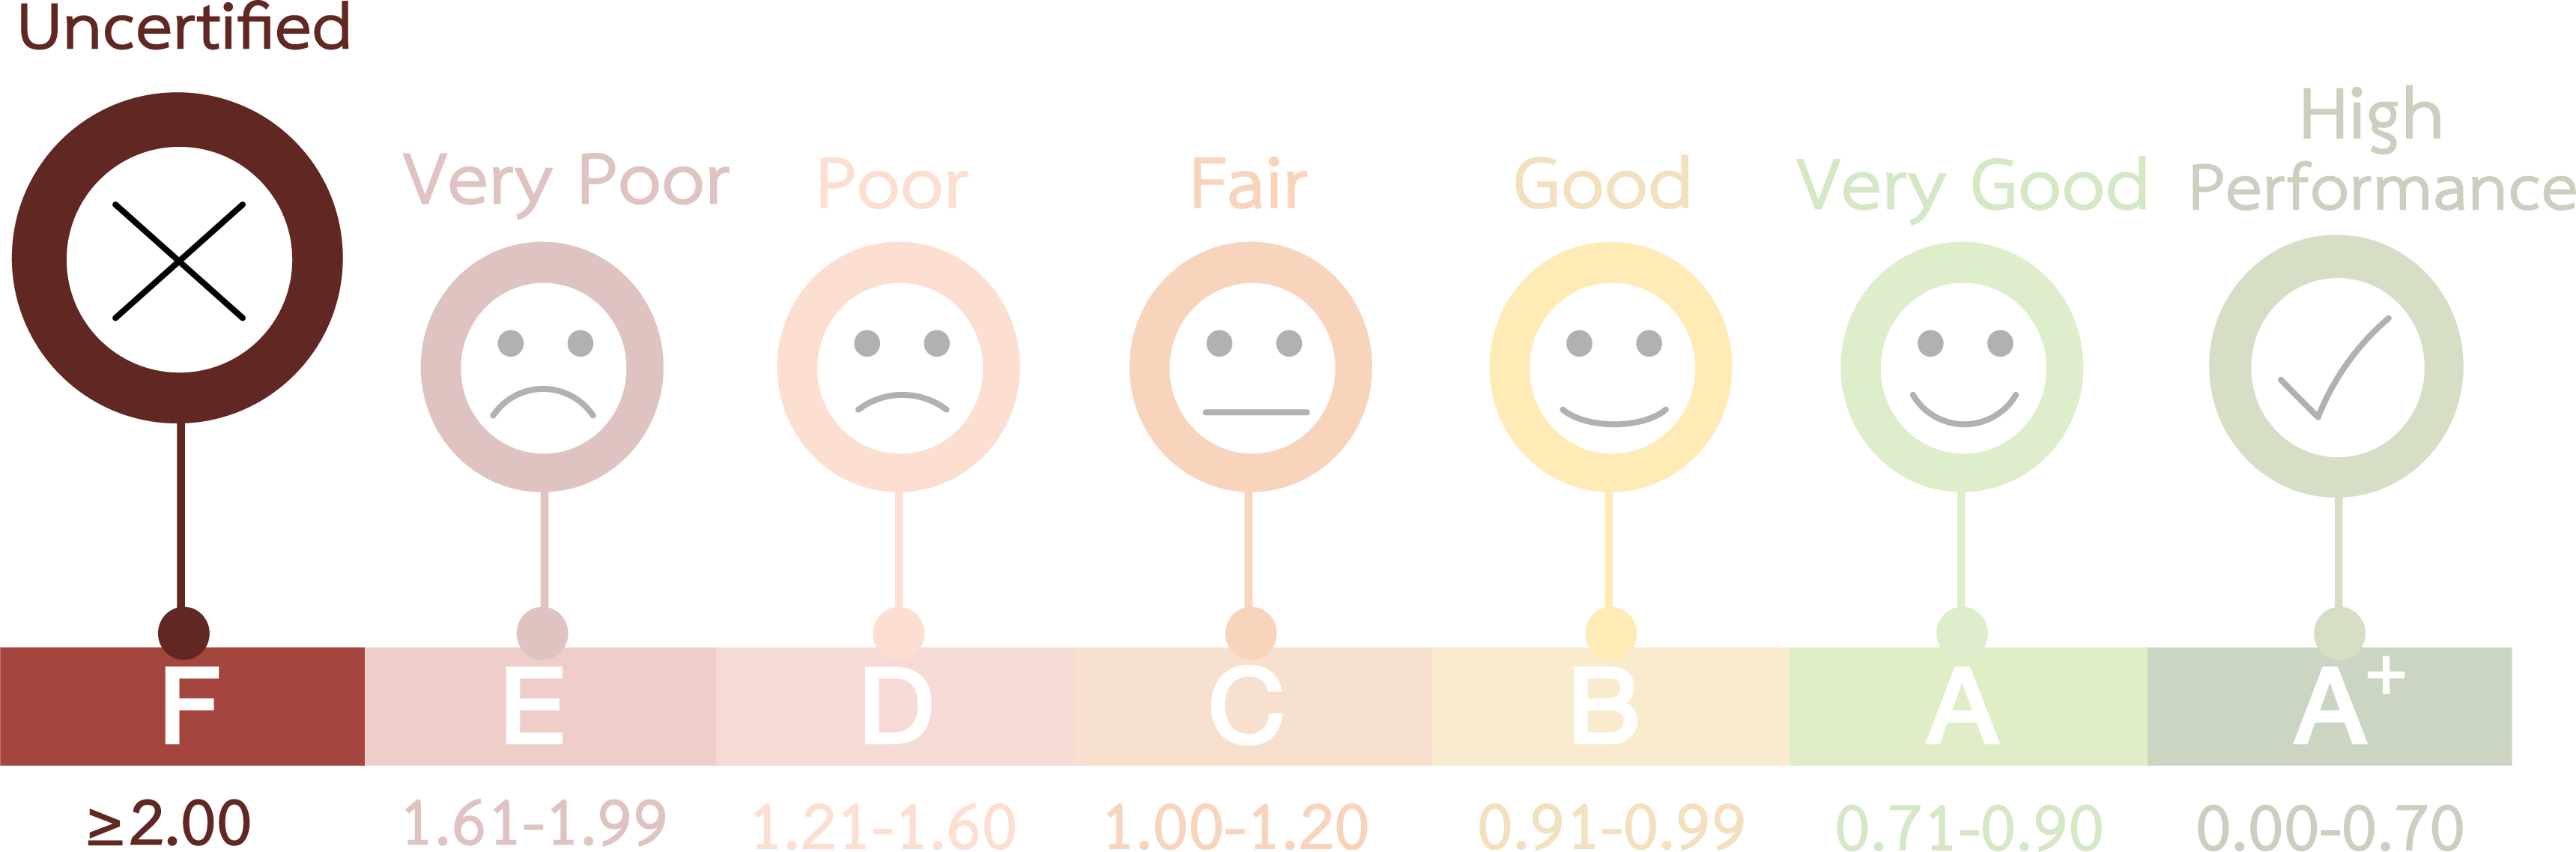 Uncertified
Very Poor
Poor
Fair
Good
Very Good
High
Performance
F
E
D
C
B
A
A+
≥2.00
1.61-1.99
1.21-1.60
1.00-1.20
0.91-0.99
0.71-0.90
0.00-0.70